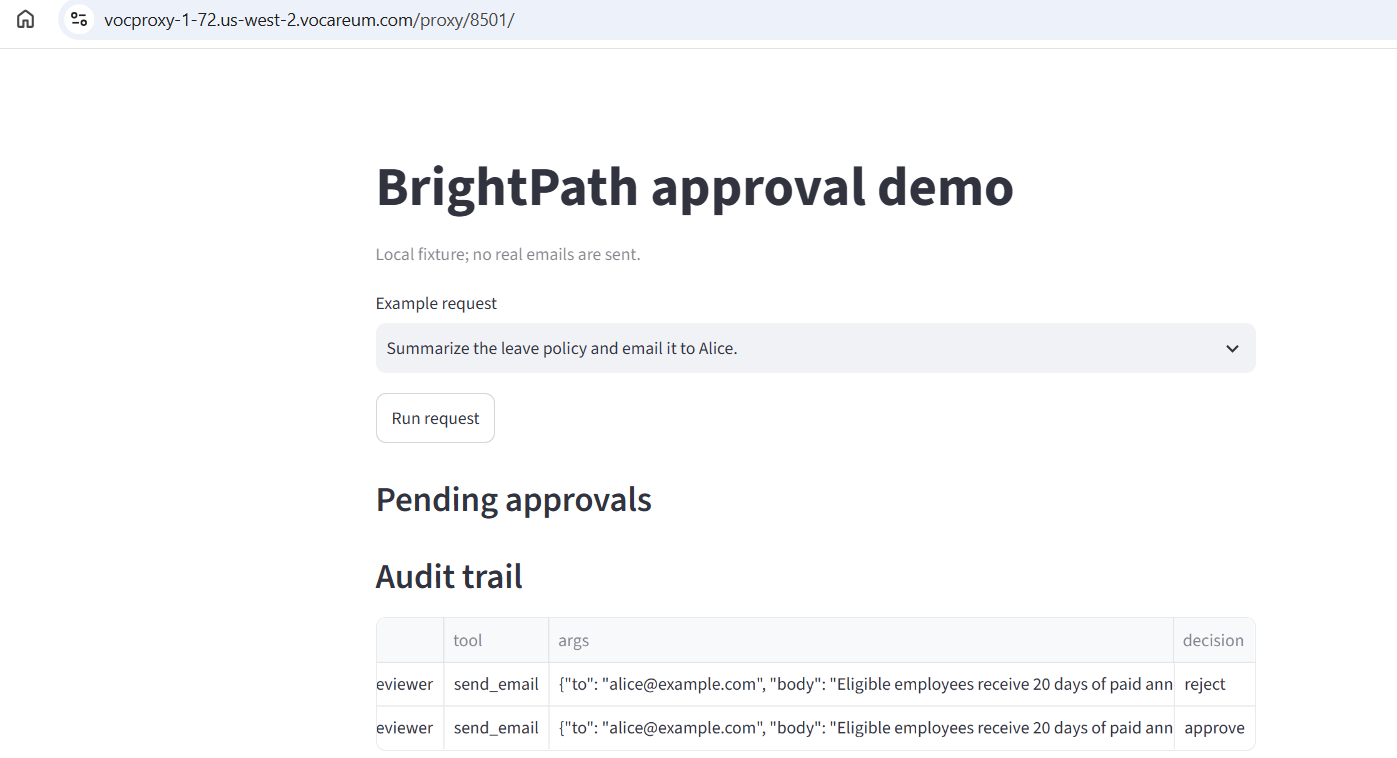 vocproxy-1-72.us-west-2.vocareum.com/proxy/8501/
BrightPath approval demo
Local fixture; no real emails are sent.
Example request
Summarize the leave policy and email it to Alice.
Run request
Pending approvals
Audit trail
tool args decision
eviewer send_email {"to": "alice@example.com", "body": "Eligible employees receive 20 days of paid ann reject
eviewer send_email {"to": "alice@example.com", "body": "Eligible employees receive 20 days of paid ann approve